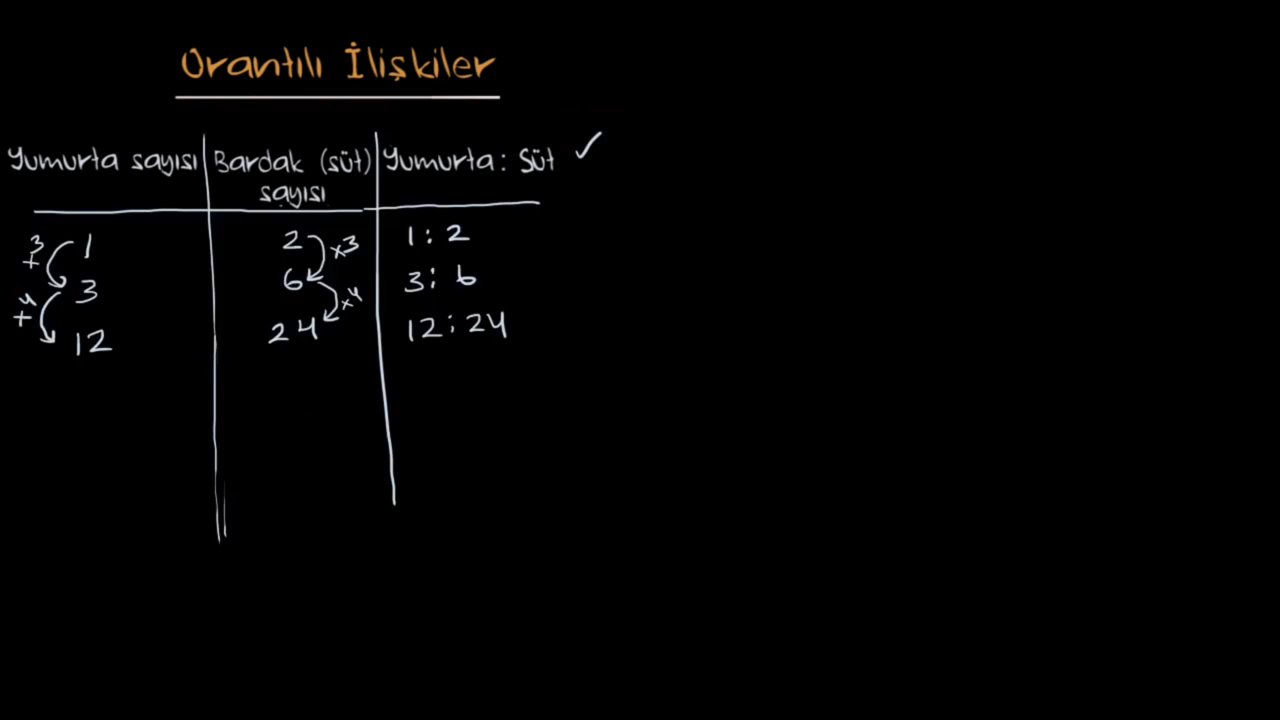 Orantılı İlişkiler
Yumurta sayısı Bardak (süt) sayısı Yumurta: Süt ✓
1 2 1:2
x3 x3
3 6 3:6
x4 x4
12 24 12:24